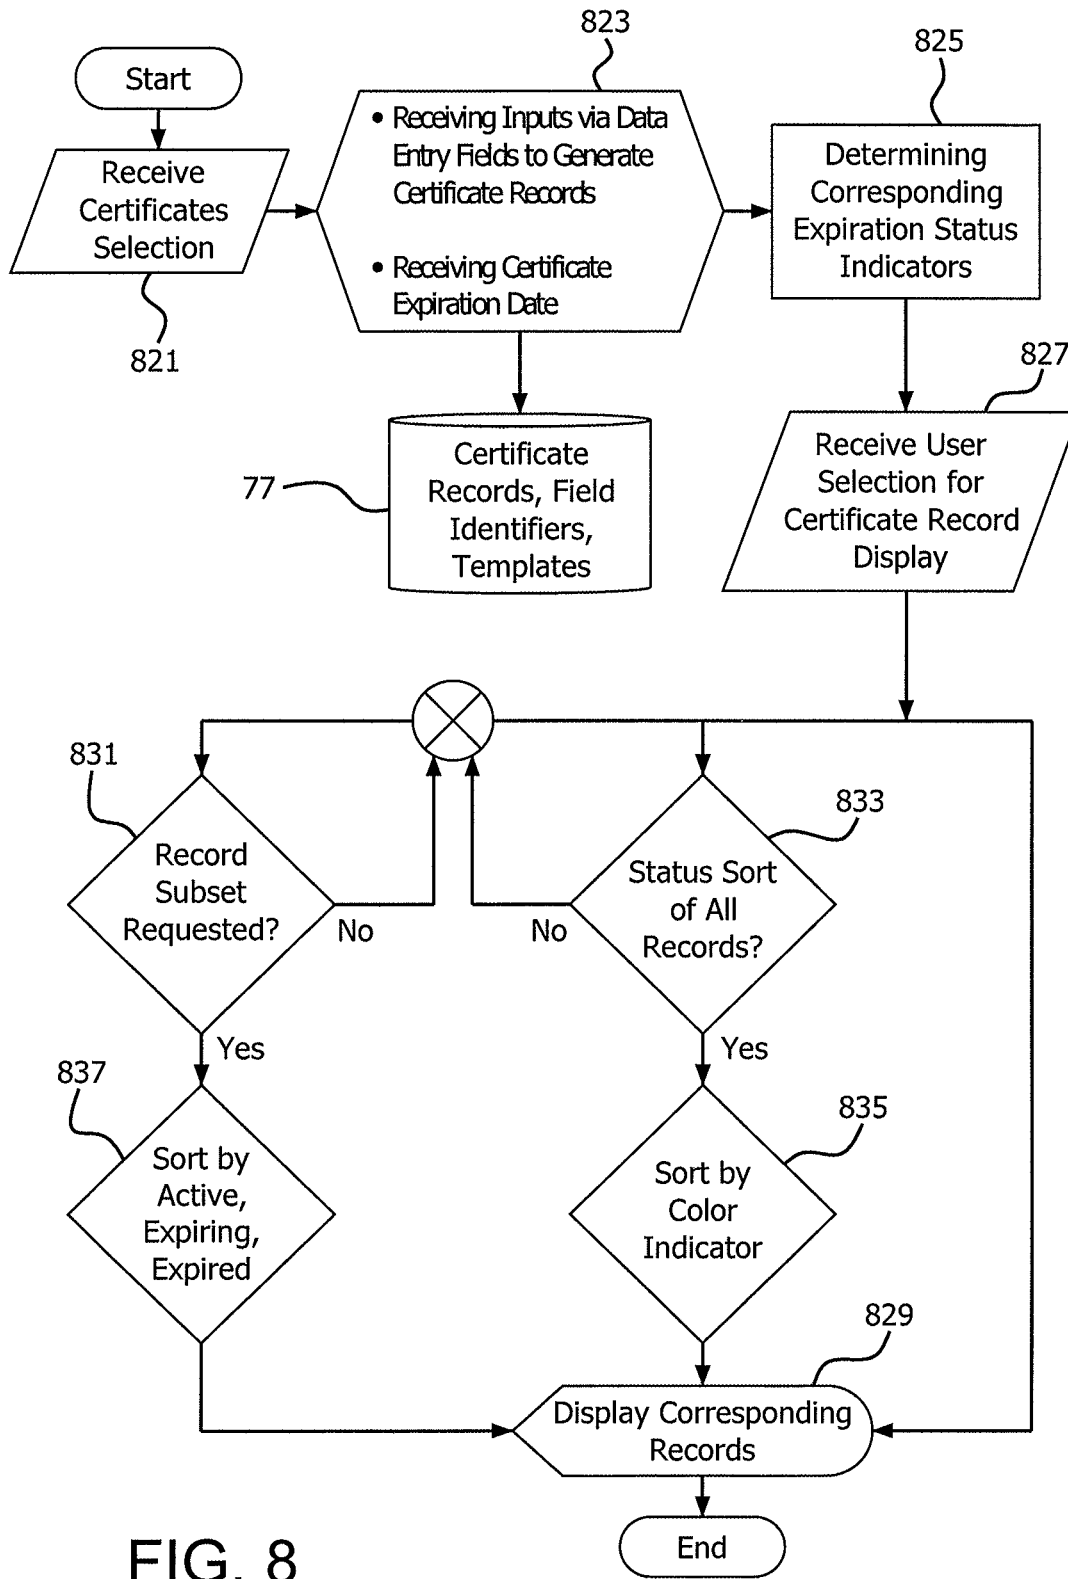 Start
Receive
Certificates
Selection
821
823
• Receiving Inputs via Data
Entry Fields to Generate
Certificate Records
• Receiving Certificate
Expiration Date
825
Determining
Corresponding
Expiration Status
Indicators
77
Certificate
Records, Field
Identifiers,
Templates
827
Receive User
Selection for
Certificate Record
Display
831
Record
Subset
Requested?
No
Yes
833
Status Sort
of All
Records?
No
Yes
837
Sort by
Active,
Expiring,
Expired
835
Sort by
Color
Indicator
829
Display Corresponding
Records
End
FIG. 8